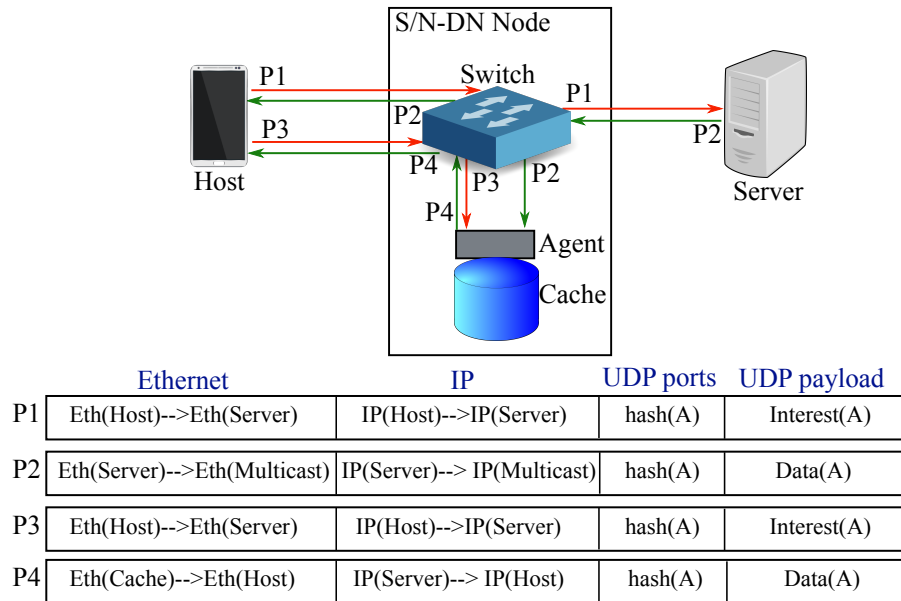 S/N-DN Node
Switch
P1
P2
P3
P4
P1
P2
Host
Server
P3
P2
P4
Agent
Cache
Ethernet IP UDP ports UDP payload
P1 Eth(Host)-->Eth(Server) IP(Host)-->IP(Server) hash(A) Interest(A)
P2 Eth(Server)-->Eth(Multicast) IP(Server)--> IP(Multicast) hash(A) Data(A)
P3 Eth(Host)-->Eth(Server) IP(Host)-->IP(Server) hash(A) Interest(A)
P4 Eth(Cache)-->Eth(Host) IP(Server)--> IP(Host) hash(A) Data(A)